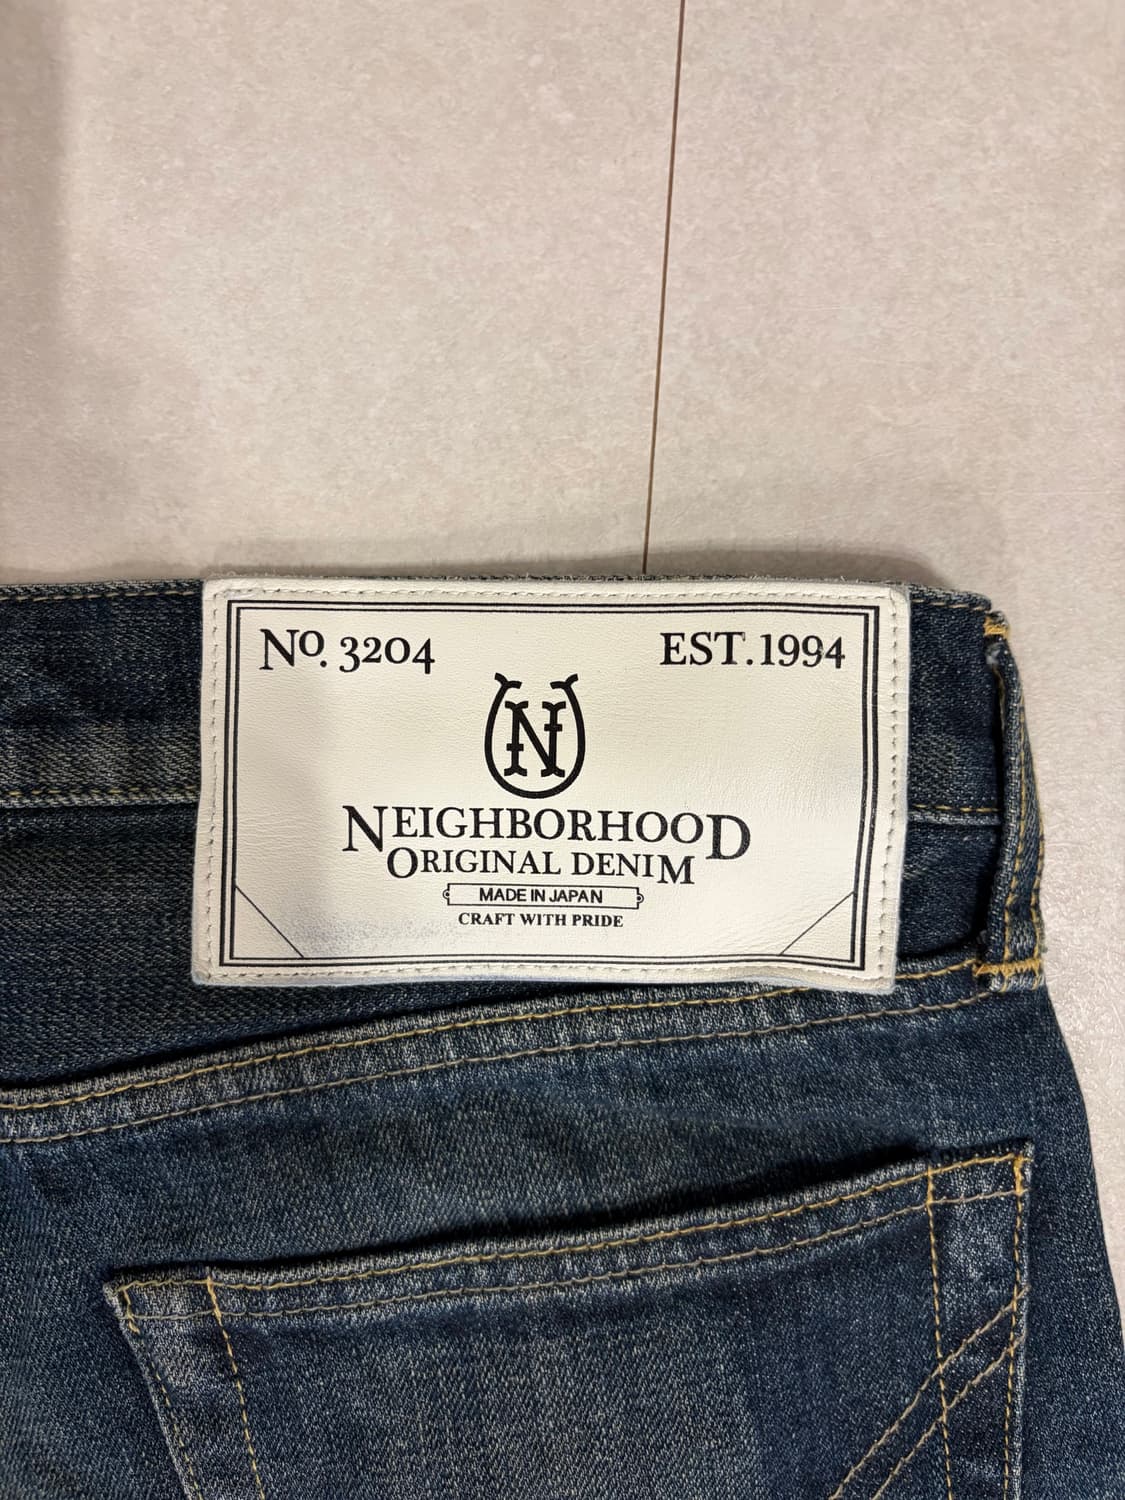 No. 3204 EST.1994
N
NEIGHBORHOOD
ORIGINAL DENIM
MADE IN JAPAN
CRAFT WITH PRIDE